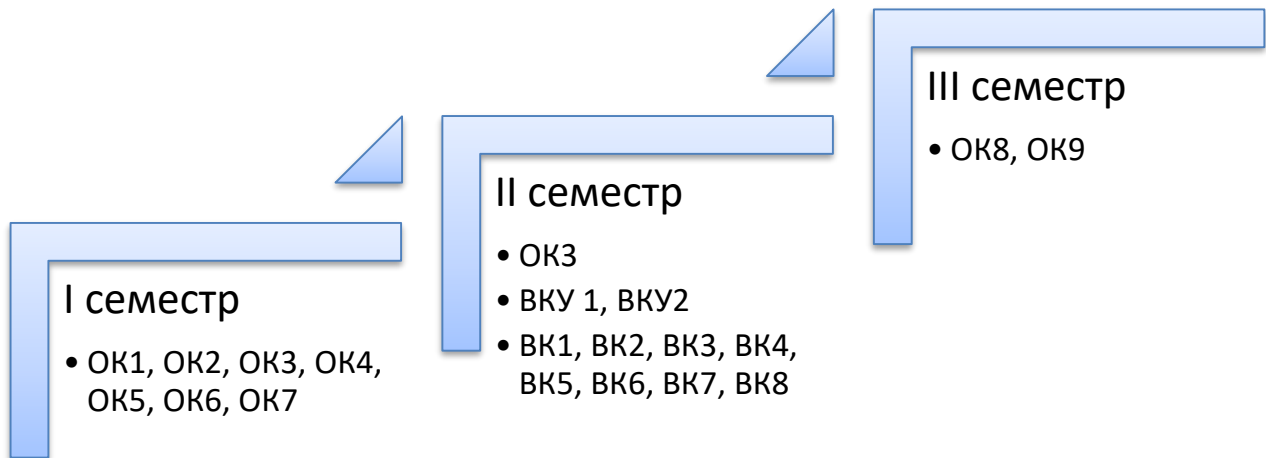 I семестр
• ОК1, ОК2, ОК3, ОК4,
ОК5, ОК6, ОК7
II семестр
• ОК3
• ВКУ 1, ВКУ2
• ВК1, ВК2, ВК3, ВК4,
ВК5, ВК6, ВК7, ВК8
III семестр
• ОК8, ОК9